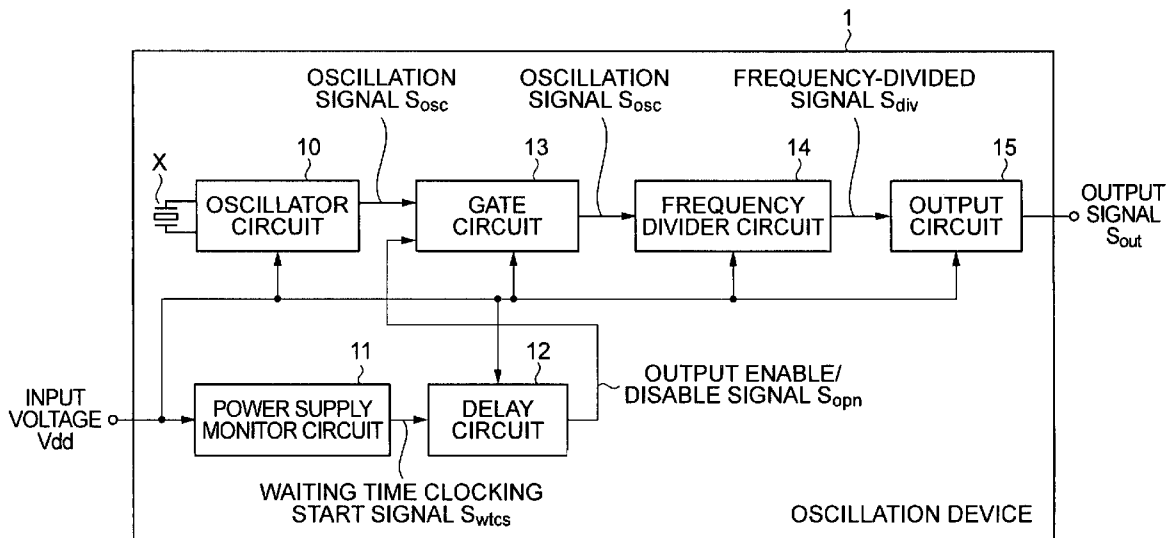 1
OSCILLATION
SIGNAL Sosc
OSCILLATION
SIGNAL Sosc
FREQUENCY-DIVIDED
SIGNAL Sdiv
X
10
OSCILLATOR
CIRCUIT
13
GATE
CIRCUIT
14
FREQUENCY
DIVIDER CIRCUIT
15
OUTPUT
CIRCUIT
OUTPUT
SIGNAL
Sout
INPUT
VOLTAGE
Vdd
11
POWER SUPPLY
MONITOR CIRCUIT
12
DELAY
CIRCUIT
OUTPUT ENABLE/
DISABLE SIGNAL Sopn
WAITING TIME CLOCKING
START SIGNAL Swtcs
OSCILLATION DEVICE